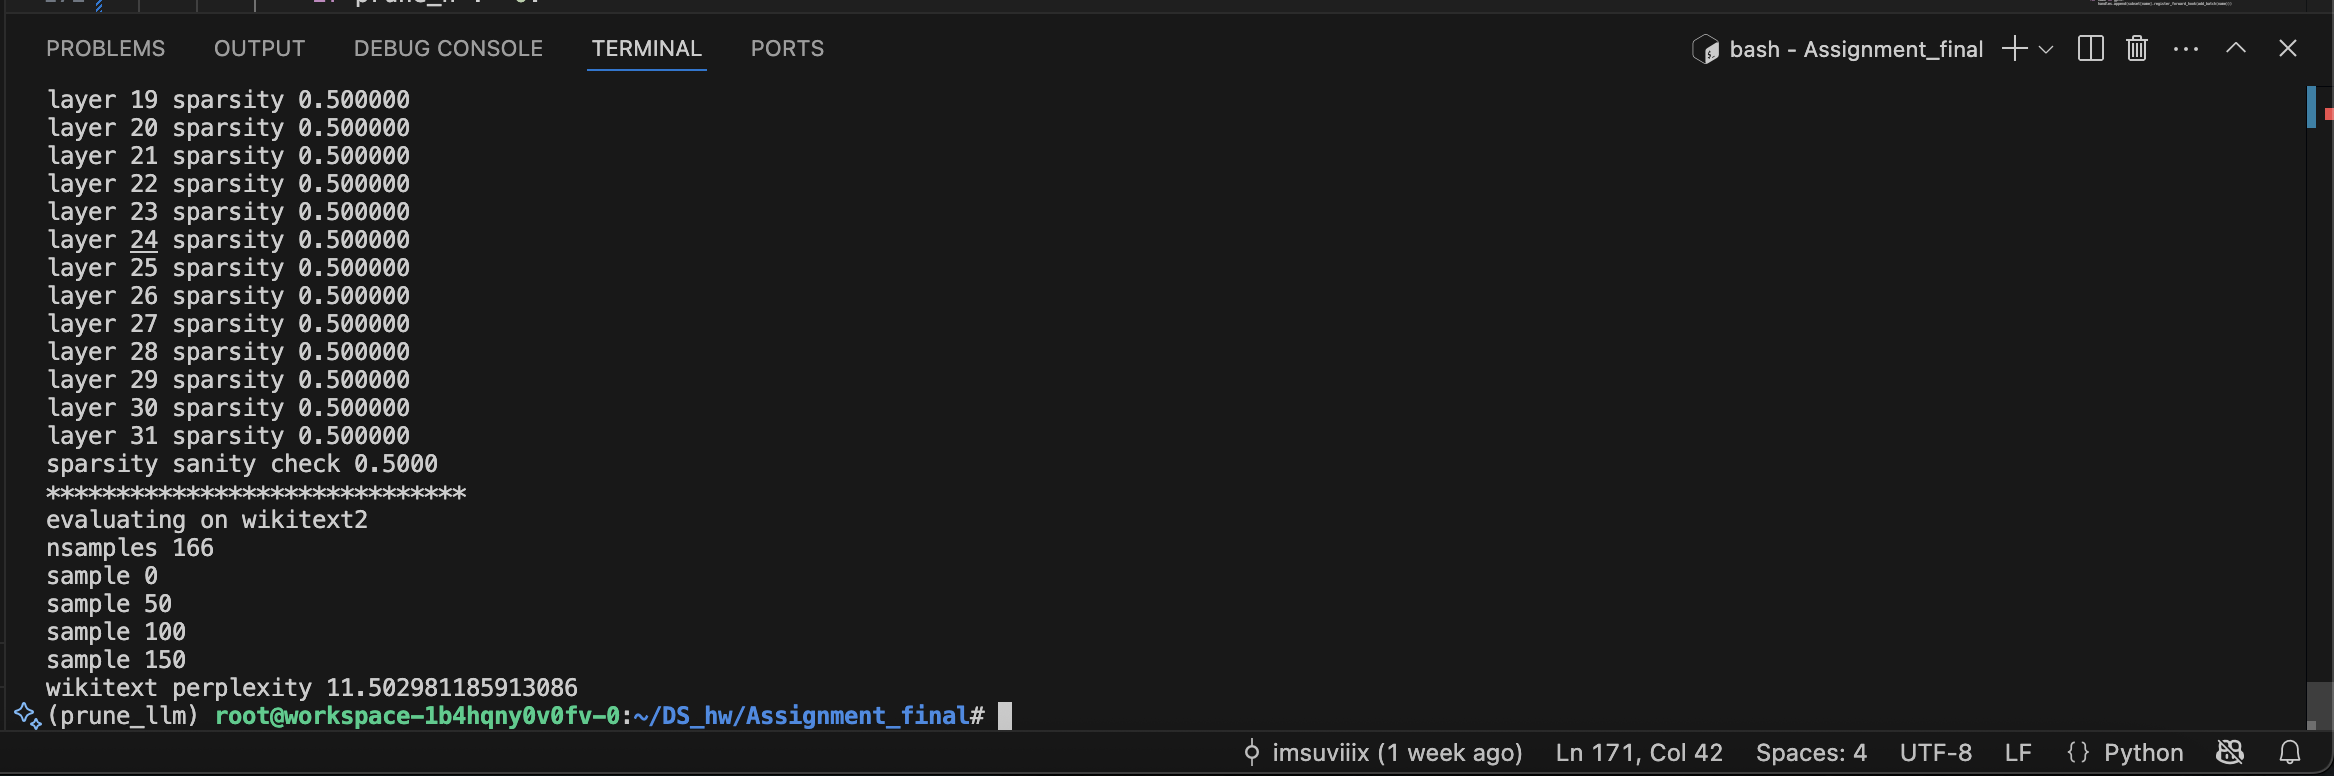 PROBLEMS OUTPUT DEBUG CONSOLE TERMINAL PORTS bash - Assignment_final
layer 19 sparsity 0.500000
layer 20 sparsity 0.500000
layer 21 sparsity 0.500000
layer 22 sparsity 0.500000
layer 23 sparsity 0.500000
layer 24 sparsity 0.500000
layer 25 sparsity 0.500000
layer 26 sparsity 0.500000
layer 27 sparsity 0.500000
layer 28 sparsity 0.500000
layer 29 sparsity 0.500000
layer 30 sparsity 0.500000
layer 31 sparsity 0.500000
sparsity sanity check 0.5000
******************************
evaluating on wikitext2
nsamples 166
sample 0
sample 50
sample 100
sample 150
wikitext perplexity 11.502981185913086
(prune_llm) root@workspace-1b4hqny0v0fv-0:~/DS_hw/Assignment_final#
imsuviiix (1 week ago) Ln 171, Col 42 Spaces: 4 UTF-8 LF {} Python